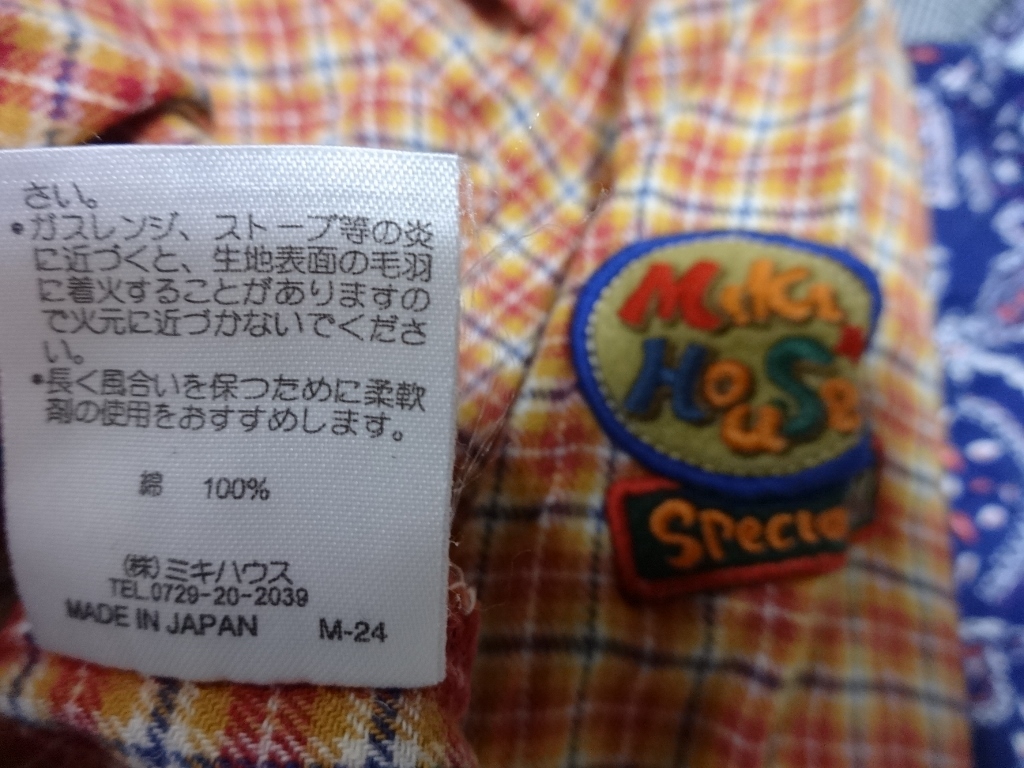 さい。
•ガスレンジ、ストーブ等の炎
に近づくと、生地表面の毛羽
に着火することがありますの
で火元に近づかないでくださ
い。
•長く風合いを保つために柔軟
剤の使用をおすすめします。
綿 100%
(株)ミキハウス
TEL.0729-20-2039
MADE IN JAPAN M-24
MiKi
HouSe
Special